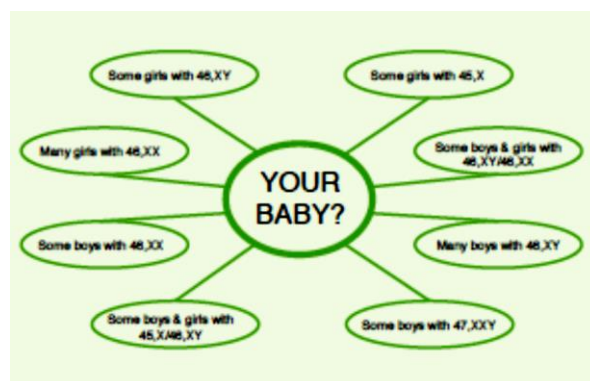 Some girls with 46,XY
Some girls with 45,X
Many girls with 46,XX
Some boys & girls with
46,XY/46,XX
YOUR
BABY?
Some boys with 46,XX
Many boys with 46,XY
Some boys & girls with
45,X/46,XY
Some boys with 47,XXY